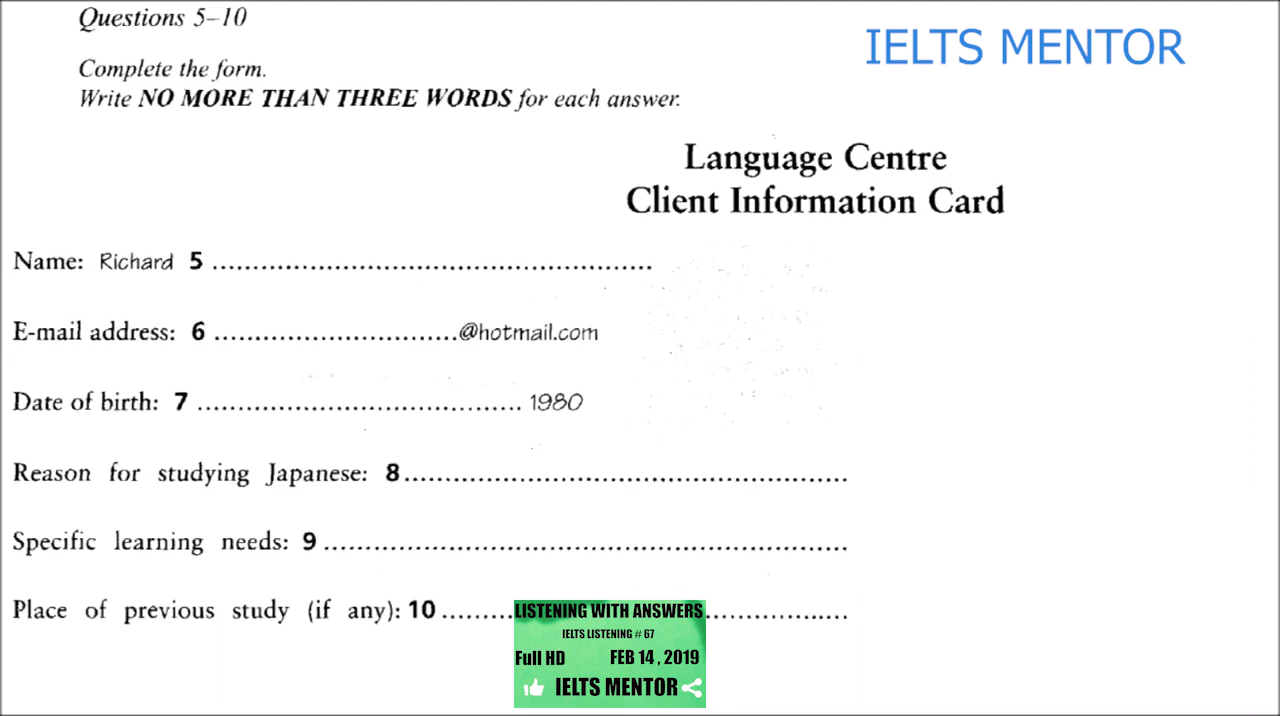 Questions 5–10
IELTS MENTOR
Complete the form.
Write NO MORE THAN THREE WORDS for each answer.
Language Centre
Client Information Card
Name: Richard 5 ......................................................
E-mail address: 6 ..............................@hotmail.com
Date of birth: 7 ........................................ 1980
Reason for studying Japanese: 8......................................................
Specific learning needs: 9 ................................................................
Place of previous study (if any): 10 ..................................................
LISTENING WITH ANSWERS
IELTS LISTENING # 67
Full HD FEB 14 , 2019
IELTS MENTOR